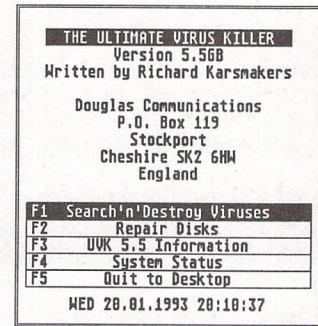 THE ULTIMATE VIRUS KILLER
Version 5.5GB
Written by Richard Karsmakers
Douglas Communications
P.O. Box 119
Stockport
Cheshire SK2 6HW
England
F1 Search'n'Destroy Viruses
F2 Repair Disks
F3 UVK 5.5 Information
F4 System Status
F5 Quit to Desktop
WED 20.01.1993 20:10:37